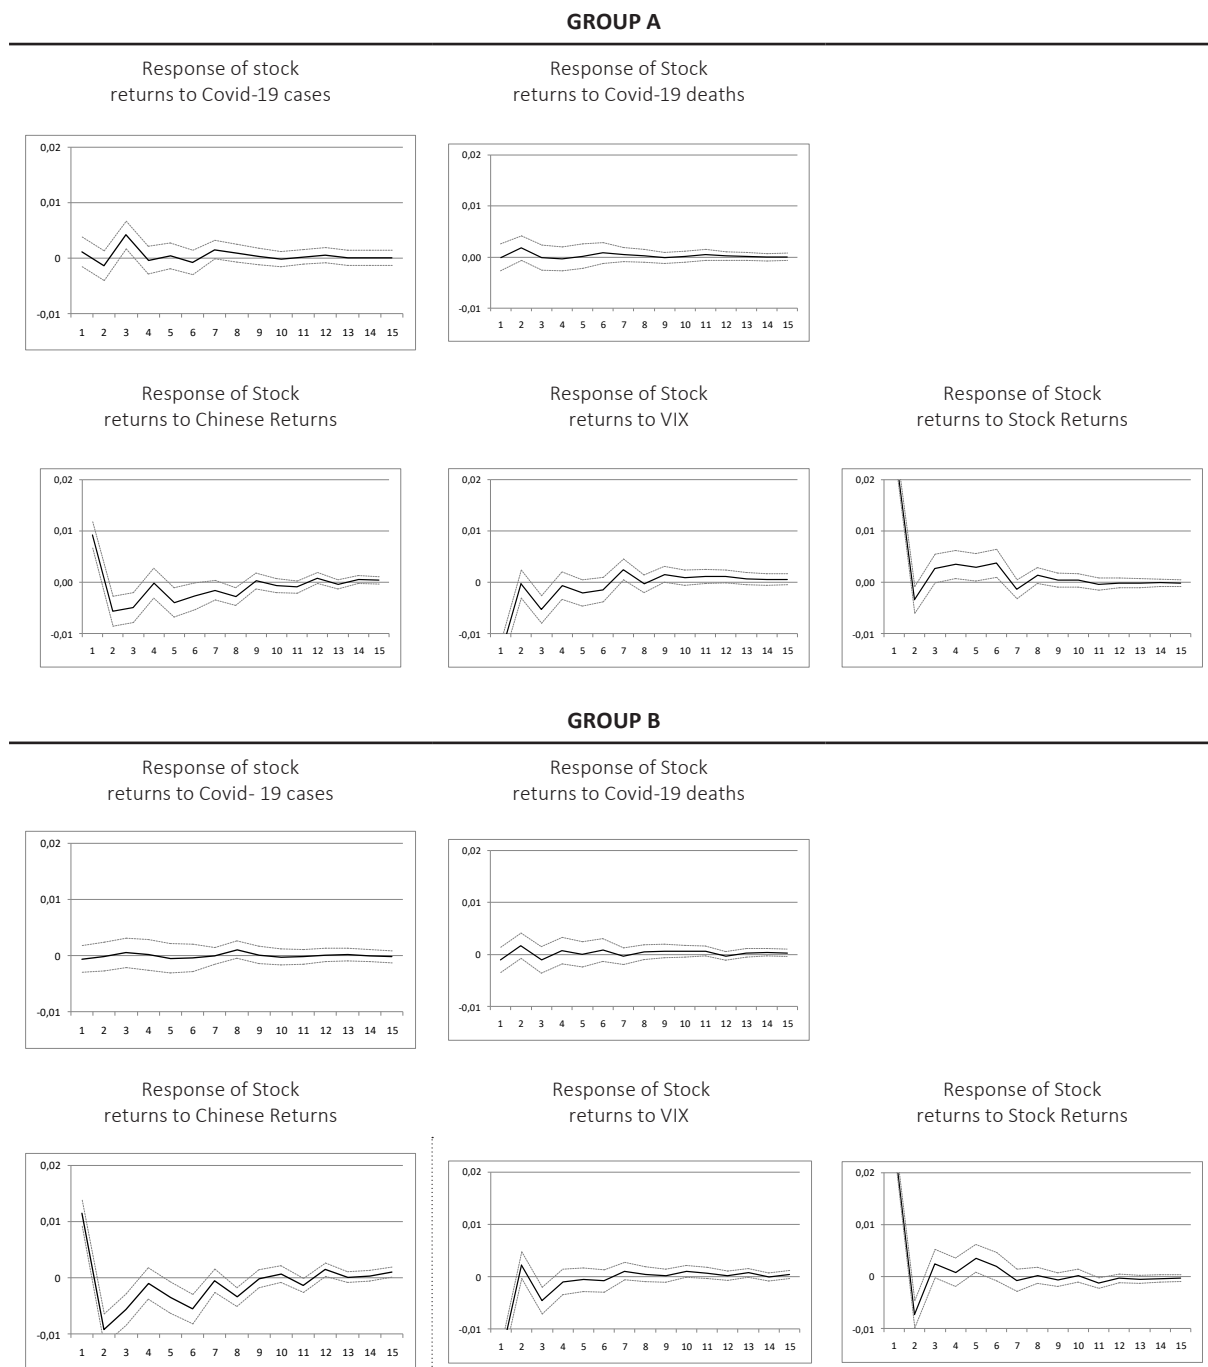 GROUP A
Response of stock
returns to Covid-19 cases
Response of Stock
returns to Covid-19 deaths
0,02
0,01
0
-0,01
1 2 3 4 5 6 7 8 9 10 11 12 13 14 15
0,02
0,01
0,00
-0,01
1 2 3 4 5 6 7 8 9 10 11 12 13 14 15
Response of Stock
returns to Chinese Returns
Response of Stock
returns to VIX
Response of Stock
returns to Stock Returns
0,02
0,01
0,00
-0,01
1 2 3 4 5 6 7 8 9 10 11 12 13 14 15
0,02
0,01
0
-0,01
1 2 3 4 5 6 7 8 9 10 11 12 13 14 15
0,02
0,01
0,00
-0,01
1 2 3 4 5 6 7 8 9 10 11 12 13 14 15
GROUP B
Response of stock
returns to Covid- 19 cases
Response of Stock
returns to Covid-19 deaths
0,02
0,01
0
-0,01
1 2 3 4 5 6 7 8 9 10 11 12 13 14 15
0,02
0,01
0
-0,01
1 2 3 4 5 6 7 8 9 10 11 12 13 14 15
Response of Stock
returns to Chinese Returns
Response of Stock
returns to VIX
Response of Stock
returns to Stock Returns
0,02
0,01
0
-0,01
1 2 3 4 5 6 7 8 9 10 11 12 13 14 15
0,02
0,01
0
-0,01
1 2 3 4 5 6 7 8 9 10 11 12 13 14 15
0,02
0,01
0
-0,01
1 2 3 4 5 6 7 8 9 10 11 12 13 14 15